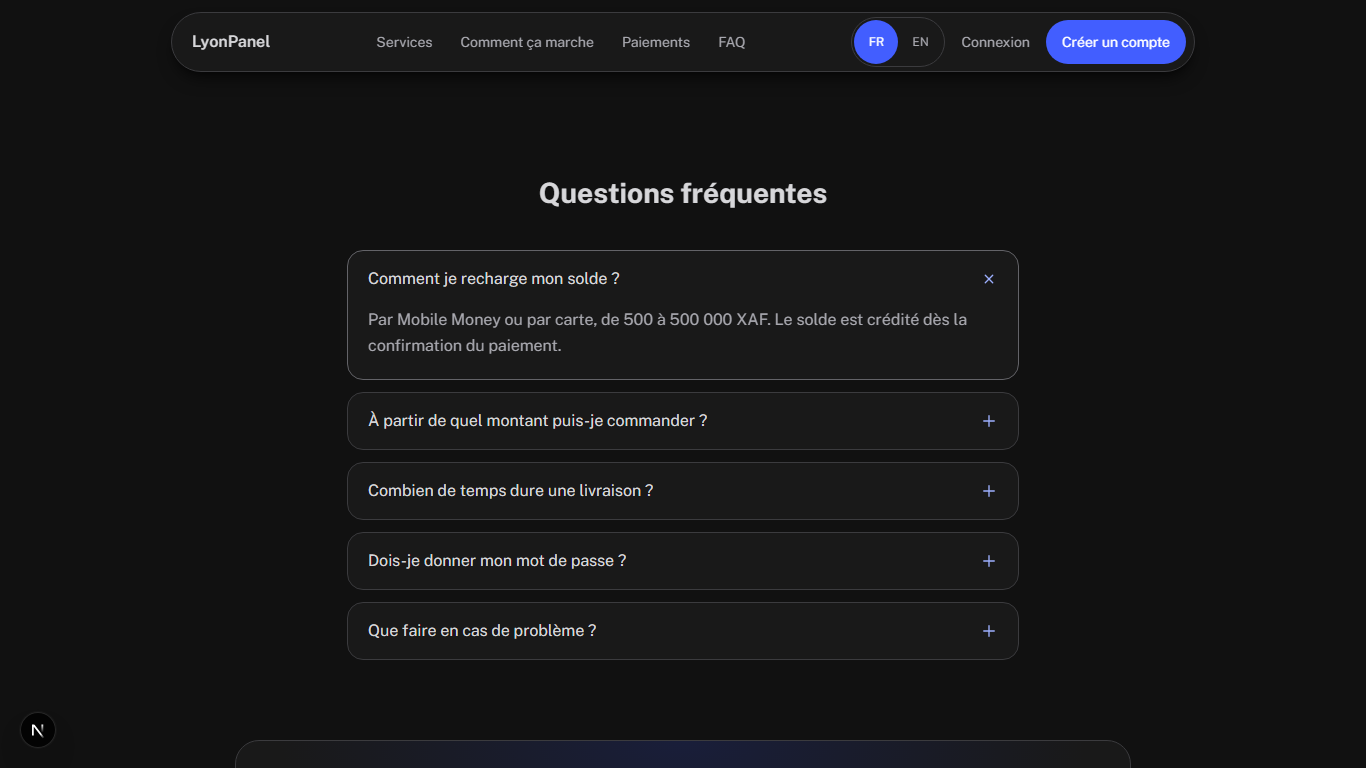 LyonPanel
Services
Comment ça marche
Paiements
FAQ
FR
EN
Connexion
Créer un compte
Questions fréquentes
Comment je recharge mon solde ?
Par Mobile Money ou par carte, de 500 à 500 000 XAF. Le solde est crédité dès la
confirmation du paiement.
À partir de quel montant puis-je commander ?
Combien de temps dure une livraison ?
Dois-je donner mon mot de passe ?
Que faire en cas de problème ?
N